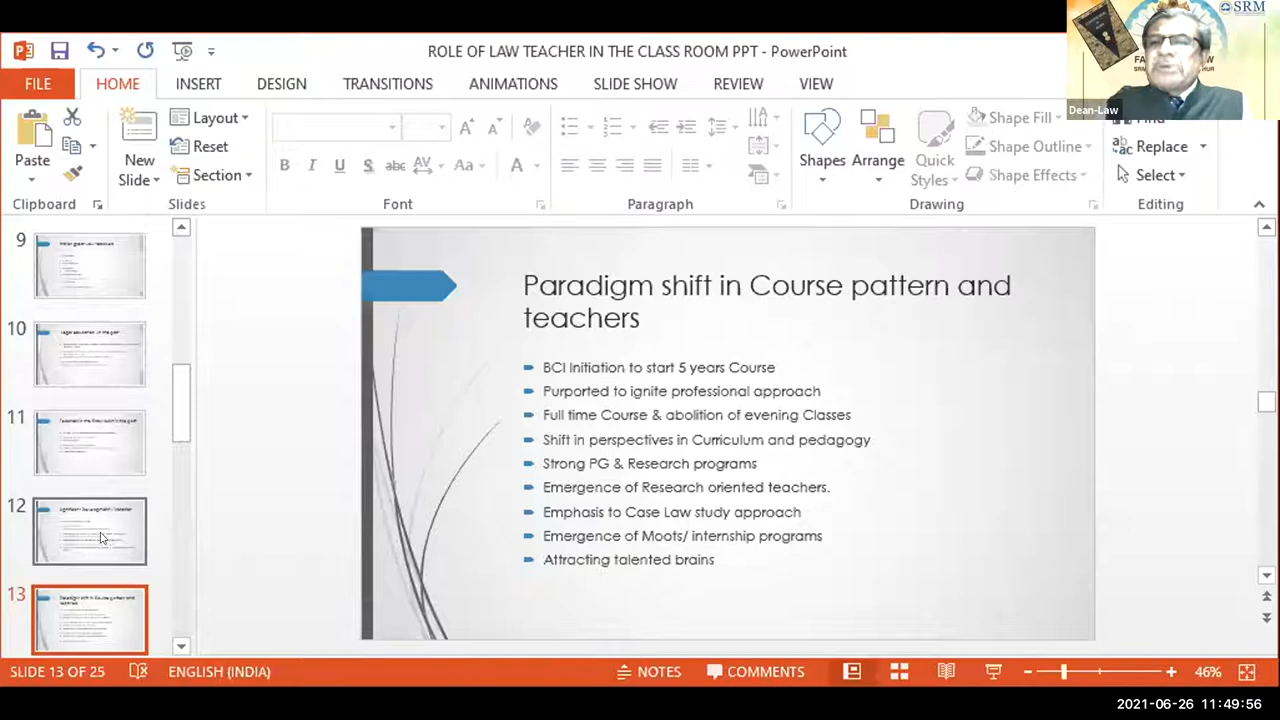 SRM
ROLE OF LAW TEACHER IN THE CLASS ROOM PPT - PowerPoint
Dean-Law
FILE HOME INSERT DESIGN TRANSITIONS ANIMATIONS SLIDE SHOW REVIEW VIEW
Paste
Clipboard
New
Slide
Layout
Reset
Section
Slides
B I U S abc AV Aa A
Font
Paragraph
Shapes
Arrange
Quick
Styles
Shape Fill
Shape Outline
Shape Effects
Drawing
Find
Replace
Select
Editing
9
10
11
12
13
Paradigm shift in Course pattern and
teachers
BCI Initiation to start 5 years Course
Purported to ignite professional approach
Full time Course & abolition of evening Classes
Shift in perspectives in Curriculum and pedagogy
Strong PG & Research programs
Emergence of Research oriented teachers.
Emphasis to Case Law study approach
Emergence of Moots/ internship programs
Attracting talented brains
SLIDE 13 OF 25 ENGLISH (INDIA) NOTES COMMENTS 46%
2021-06-26 11:49:56